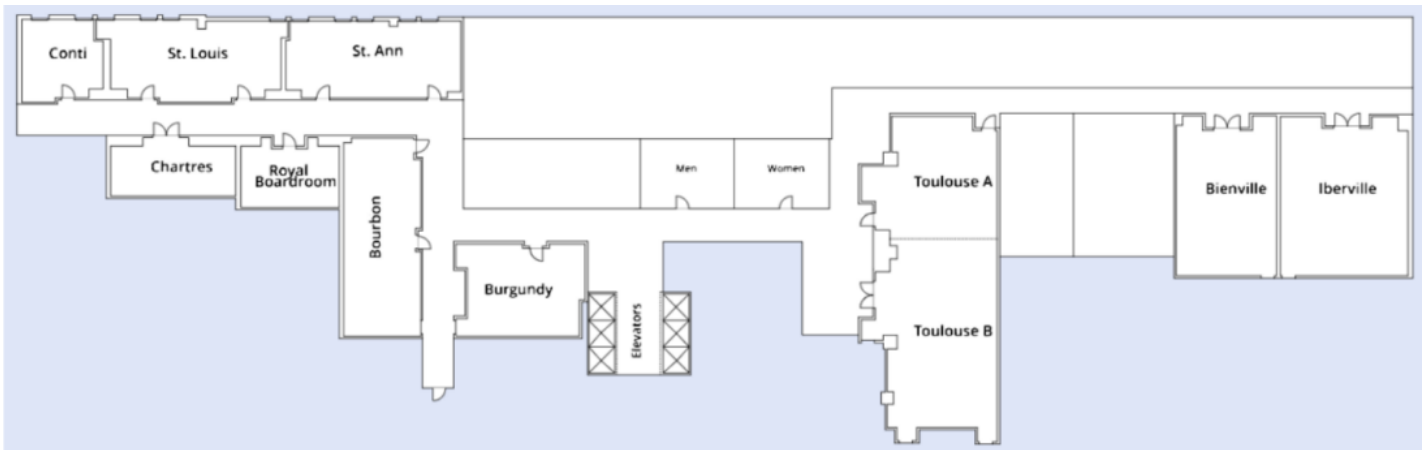 Conti
St. Louis
St. Ann
Chartres
Royal
Boardroom
Bourbon
Burgundy
Elevators
Men
Women
Toulouse A
Toulouse B
Bienville
Iberville